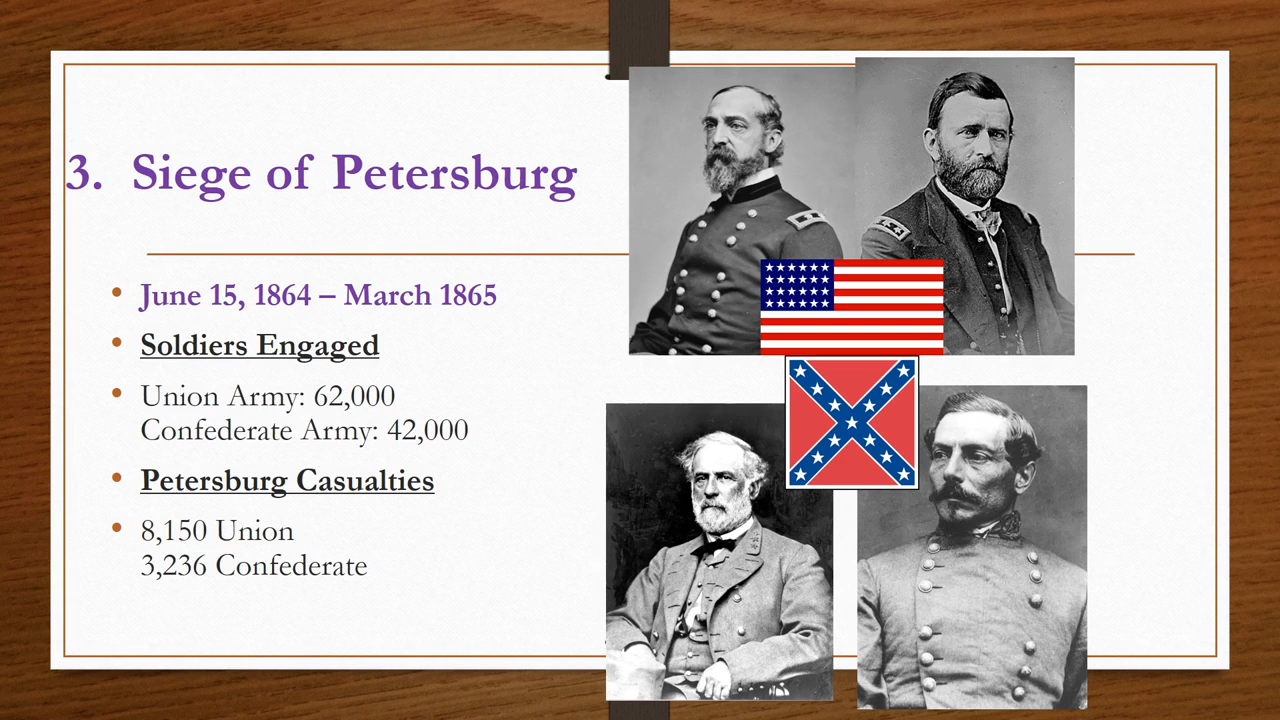 3. Siege of Petersburg
• June 15, 1864 – March 1865
• Soldiers Engaged
• Union Army: 62,000
Confederate Army: 42,000
• Petersburg Casualties
• 8,150 Union
3,236 Confederate